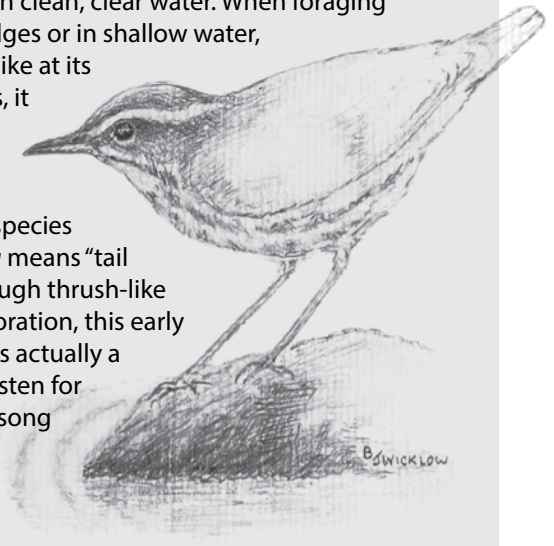 n clean, clear water. When foraging
dges or in shallow water,
ike at its
s, it
species
means “tail
ugh thrush-like
oration, this early
s actually a
sten for
song
BJWICKLOW